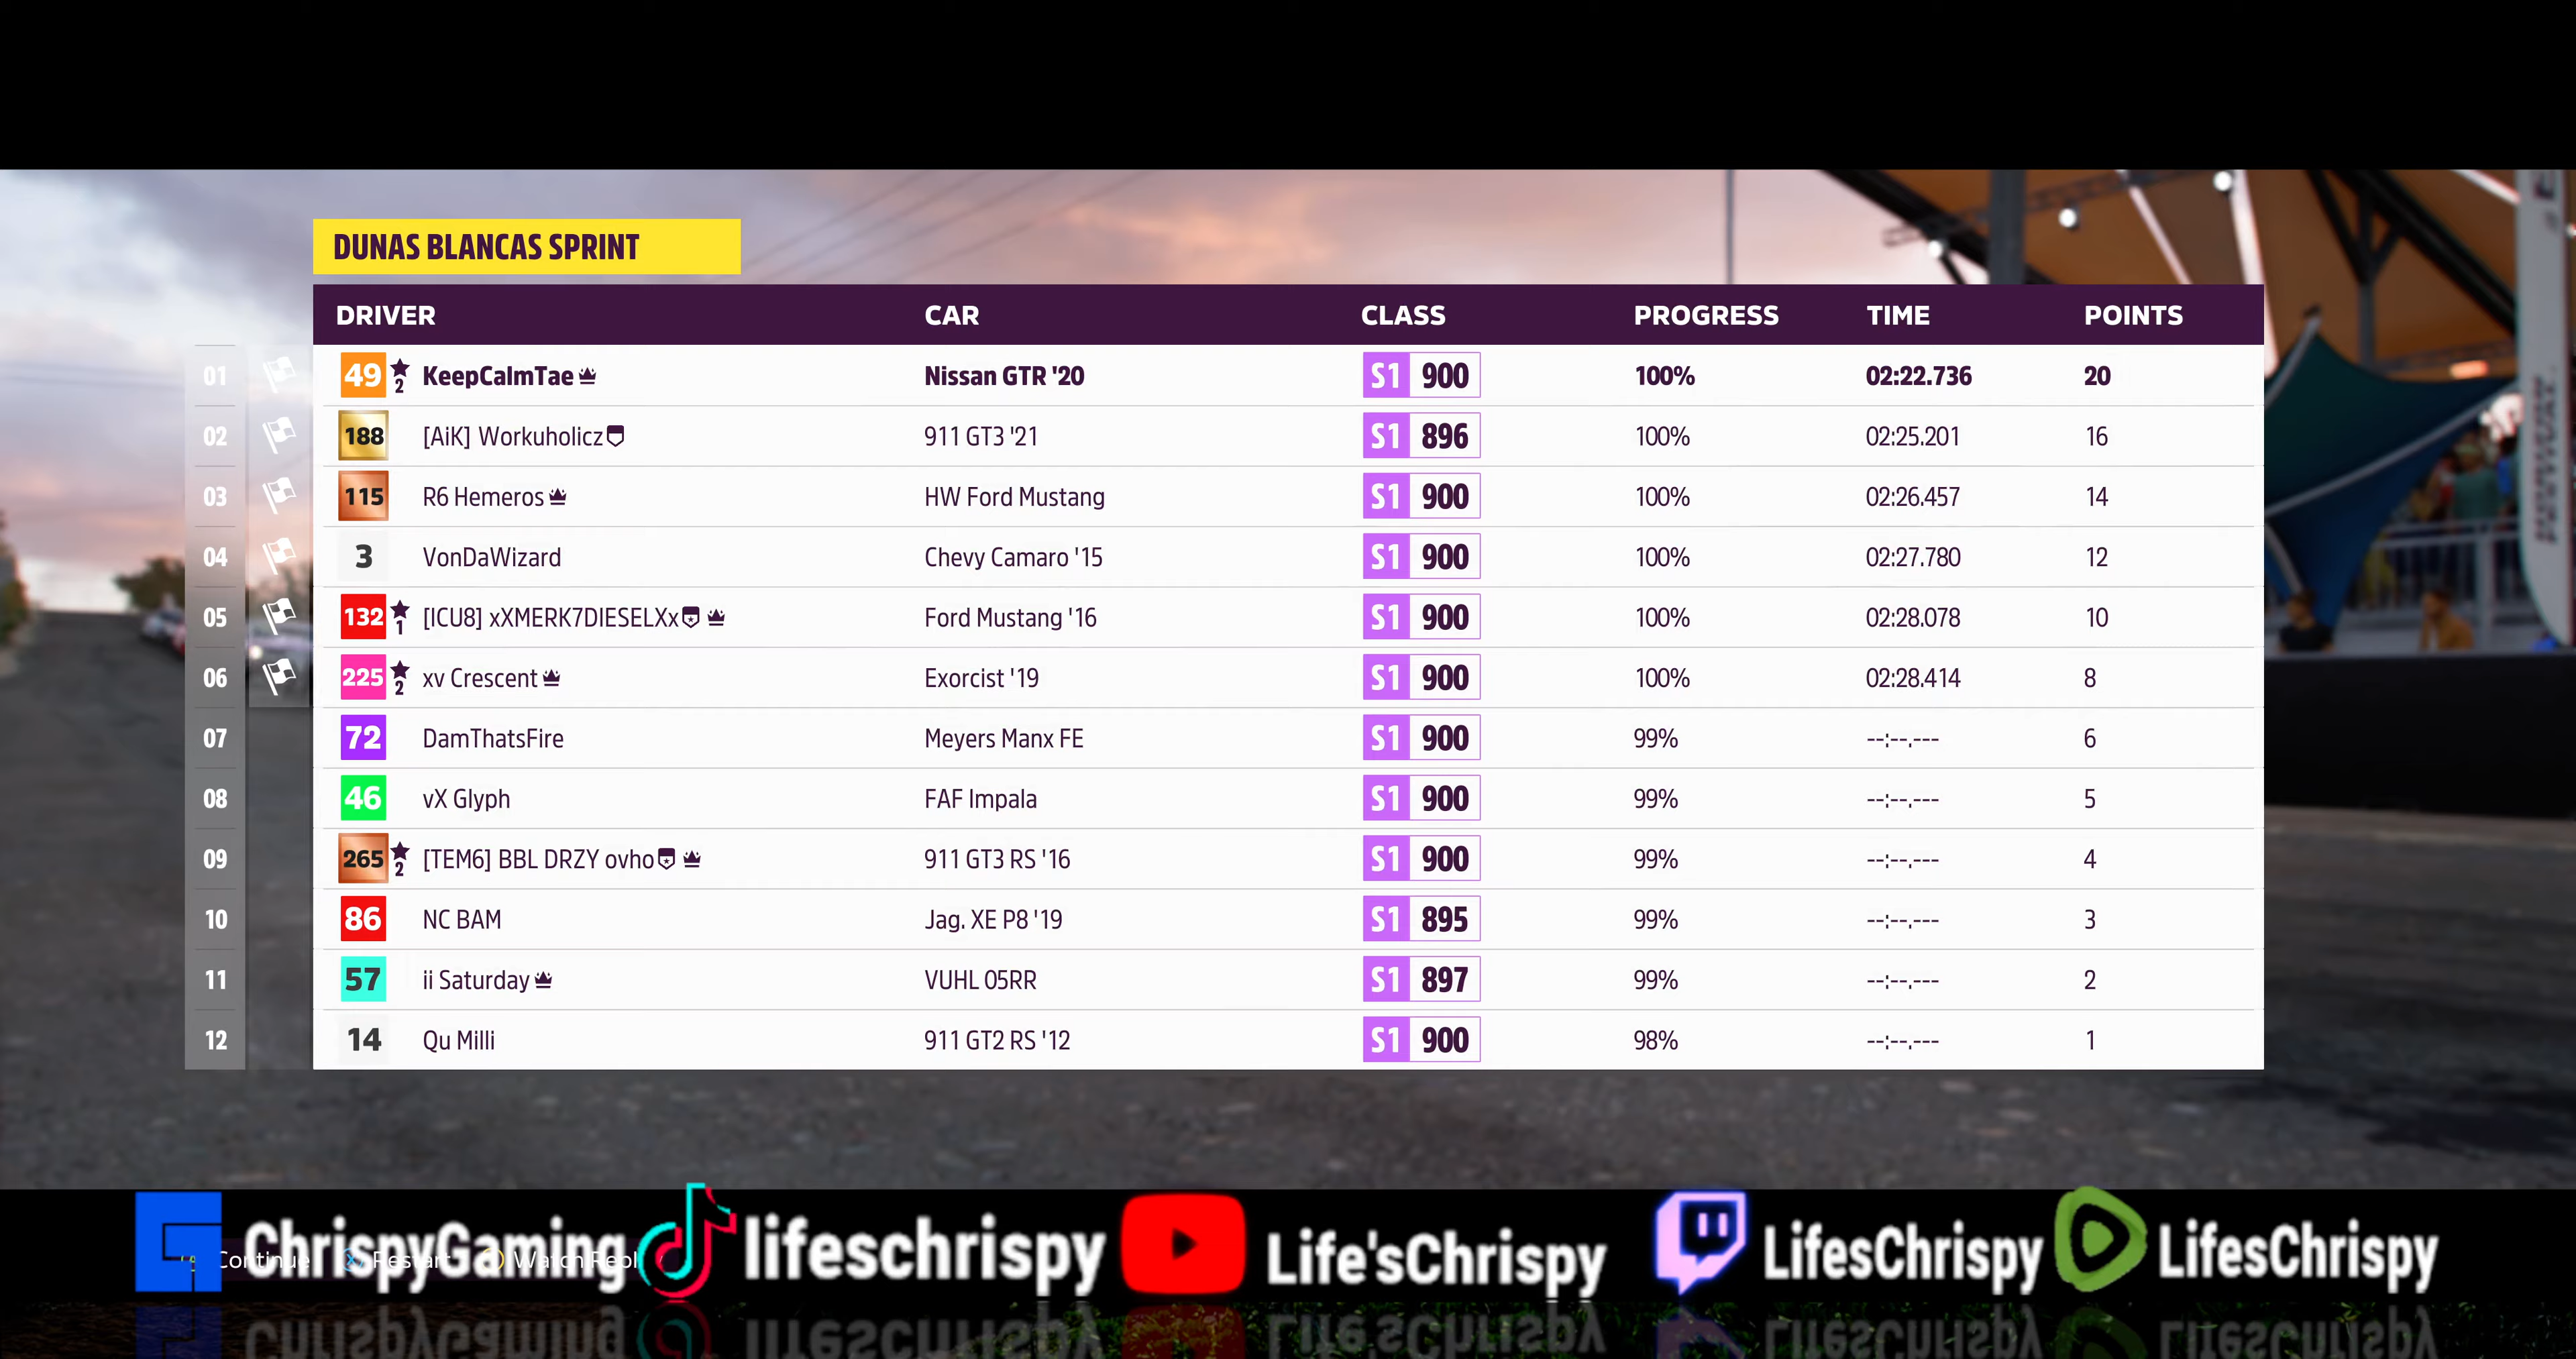 DUNAS BLANCAS SPRINT
DRIVER CAR CLASS PROGRESS TIME POINTS
01 49 2 KeepCalmTae Nissan GTR '20 S1 900 100% 02:22.736 20
02 188 [AiK] Workuholicz 911 GT3 '21 S1 896 100% 02:25.201 16
03 115 R6 Hemeros HW Ford Mustang S1 900 100% 02:26.457 14
04 3 VonDaWizard Chevy Camaro '15 S1 900 100% 02:27.780 12
05 132 1 [ICU8] xXMERK7DIESELXx Ford Mustang '16 S1 900 100% 02:28.078 10
06 225 2 xv Crescent Exorcist '19 S1 900 100% 02:28.414 8
07 72 DamThatsFire Meyers Manx FE S1 900 99% --:--.--- 6
08 46 vX Glyph FAF Impala S1 900 99% --:--.--- 5
09 265 2 [TEM6] BBL DRZY ovho 911 GT3 RS '16 S1 900 99% --:--.--- 4
10 86 NC BAM Jag. XE P8 '19 S1 895 99% --:--.--- 3
11 57 ii Saturday VUHL 05RR S1 897 99% --:--.--- 2
12 14 Qu Milli 911 GT2 RS '12 S1 900 98% --:--.--- 1
Continue Restart Watch
ChrispyGaming lifeschrispy Life'sChrispy LifesChrispy LifesChrispy